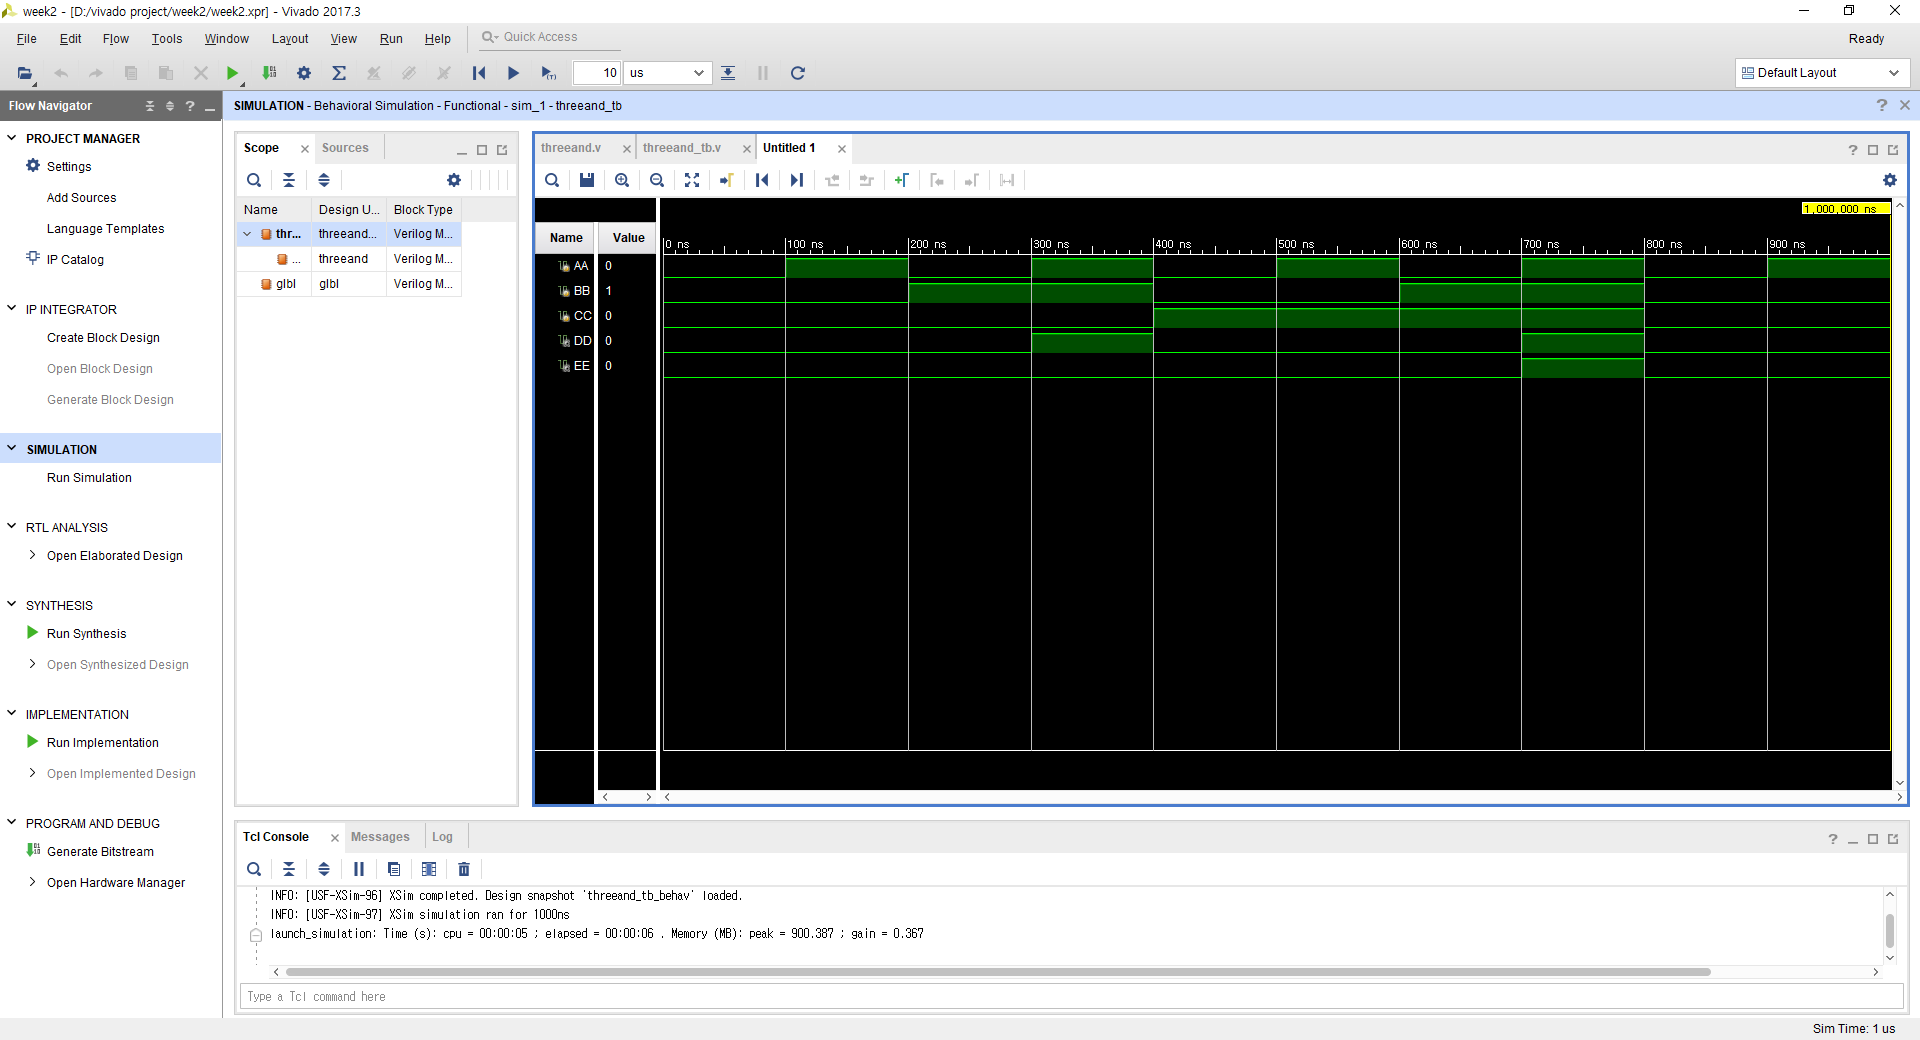 week2 - [D:/vivado project/week2/week2.xpr] - Vivado 2017.3
File Edit Flow Tools Window Layout View Run Help Quick Access Ready
10 us Default Layout
Flow Navigator
PROJECT MANAGER
Settings
Add Sources
Language Templates
IP Catalog
IP INTEGRATOR
Create Block Design
Open Block Design
Generate Block Design
SIMULATION
Run Simulation
RTL ANALYSIS
Open Elaborated Design
SYNTHESIS
Run Synthesis
Open Synthesized Design
IMPLEMENTATION
Run Implementation
Open Implemented Design
PROGRAM AND DEBUG
Generate Bitstream
Open Hardware Manager
SIMULATION - Behavioral Simulation - Functional - sim_1 - threeand_tb
Scope Sources
Name Design U... Block Type
thr... threeand... Verilog M...
... threeand Verilog M...
glbl glbl Verilog M...
threeand.v threeand_tb.v Untitled 1
1,000,000 ns
Name Value
0 ns 100 ns 200 ns 300 ns 400 ns 500 ns 600 ns 700 ns 800 ns 900 ns
AA 0
BB 1
CC 0
DD 0
EE 0
Tcl Console Messages Log
INFO: [USF-XSim-96] XSim completed. Design snapshot 'threeand_tb_behav' loaded.
INFO: [USF-XSim-97] XSim simulation ran for 1000ns
launch_simulation: Time (s): cpu = 00:00:05 ; elapsed = 00:00:06 . Memory (MB): peak = 900.387 ; gain = 0.367
Type a Tcl command here
Sim Time: 1 us